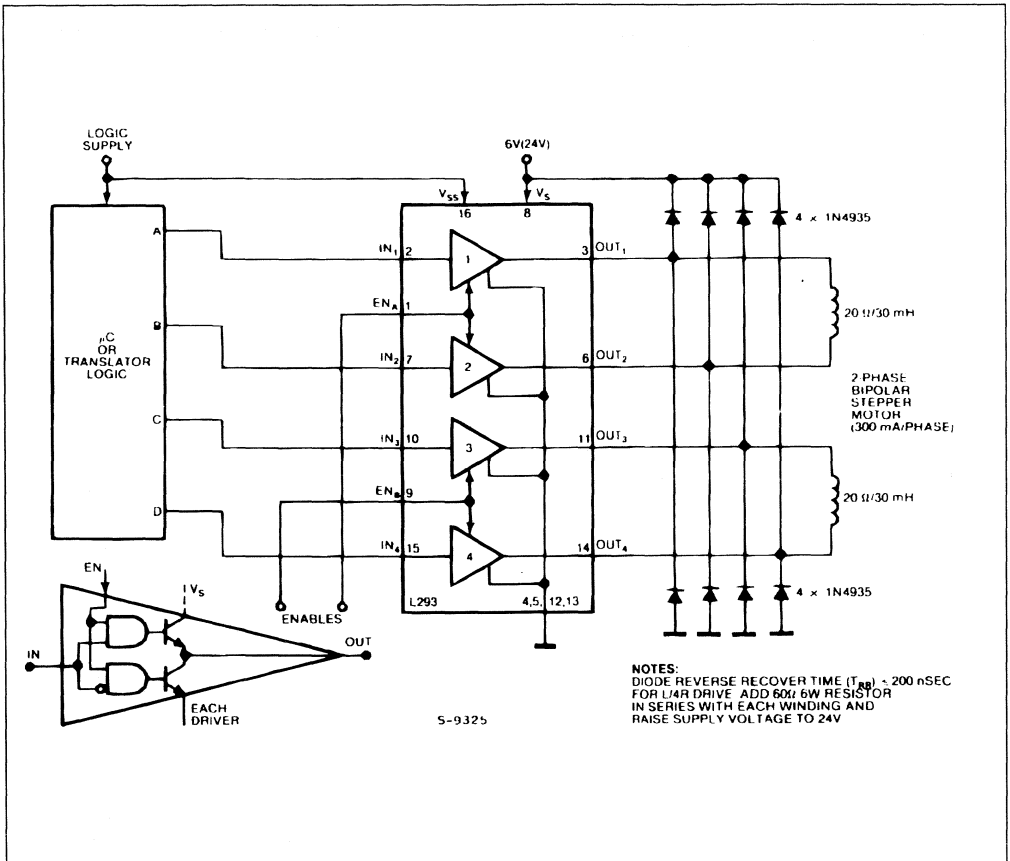 LOGIC
SUPPLY
6V(24V)
VSS
VS
16
8
4 x 1N4935
A
IN1 2
1
3 OUT1
20 Ω/30 mH
ENA 1
B
µC
OR
TRANSLATOR
LOGIC
IN2 7
2
6 OUT2
2-PHASE
BIPOLAR
STEPPER
MOTOR
(300 mA/PHASE)
C
IN3 10
3
11 OUT3
ENB 9
20 Ω/30 mH
D
IN4 15
4
14 OUT4
EN
VS
L293
4,5, 12,13
4 x 1N4935
ENABLES
IN
OUT
EACH
DRIVER
S-9325
NOTES:
DIODE REVERSE RECOVER TIME (TRR) 200 nSEC
FOR L/4R DRIVE ADD 60Ω 6W RESISTOR
IN SERIES WITH EACH WINDING AND
RAISE SUPPLY VOLTAGE TO 24V